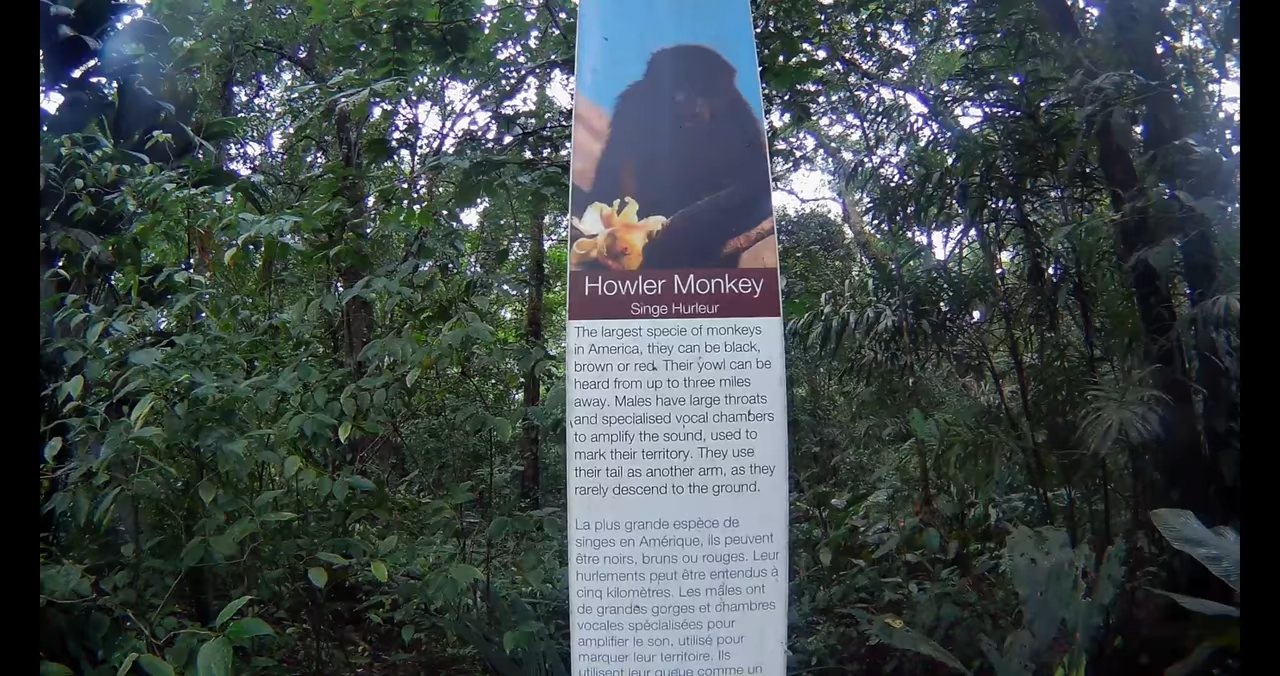 Howler Monkey
Singe Hurleur
The largest specie of monkeys
in America, they can be black,
brown or red. Their yowl can be
heard from up to three miles
away. Males have large throats
and specialised vocal chambers
to amplify the sound, used to
mark their territory. They use
their tail as another arm, as they
rarely descend to the ground.
La plus grande espèce de
singes en Amérique, ils peuvent
être noirs, bruns ou rouges. Leur
hurlements peut être entendus à
cinq kilomètres. Les mâles ont
de grandes gorges et chambres
vocales spécialisées pour
amplifier le son, utilisé pour
marquer leur territoire. Ils
utilisent leur queue comme un